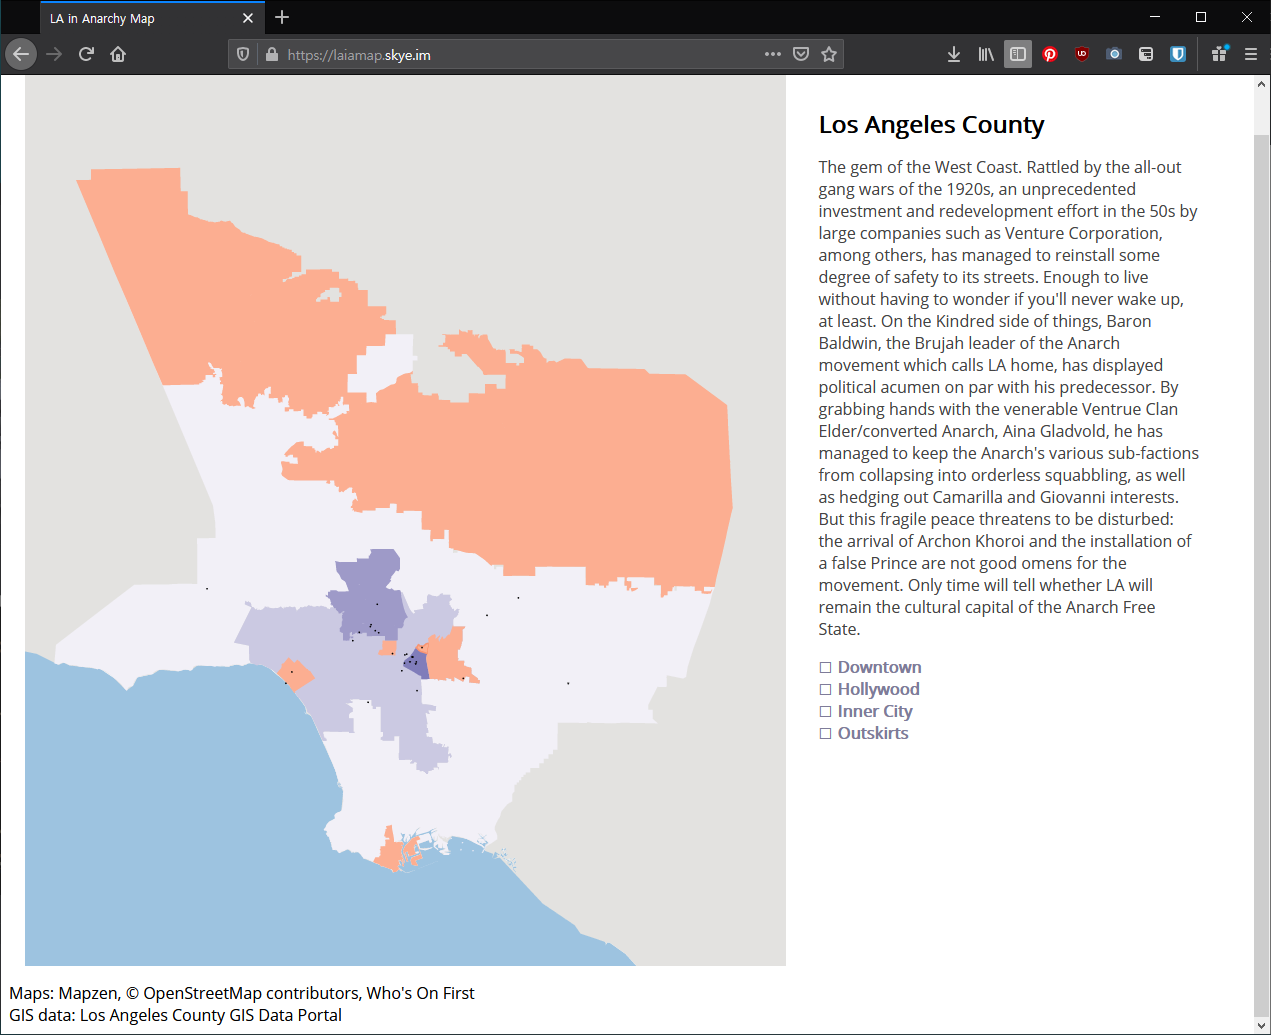 LA in Anarchy Map
https://laiamap.skye.im
Los Angeles County
The gem of the West Coast. Rattled by the all-out
gang wars of the 1920s, an unprecedented
investment and redevelopment effort in the 50s by
large companies such as Venture Corporation,
among others, has managed to reinstall some
degree of safety to its streets. Enough to live
without having to wonder if you'll never wake up,
at least. On the Kindred side of things, Baron
Baldwin, the Brujah leader of the Anarch
movement which calls LA home, has displayed
political acumen on par with his predecessor. By
grabbing hands with the venerable Ventrue Clan
Elder/converted Anarch, Aina Gladvold, he has
managed to keep the Anarch's various sub-factions
from collapsing into orderless squabbling, as well
as hedging out Camarilla and Giovanni interests.
But this fragile peace threatens to be disturbed:
the arrival of Archon Khoroi and the installation of
a false Prince are not good omens for the
movement. Only time will tell whether LA will
remain the cultural capital of the Anarch Free
State.
Downtown
Hollywood
Inner City
Outskirts
Maps: Mapzen, © OpenStreetMap contributors, Who's On First
GIS data: Los Angeles County GIS Data Portal